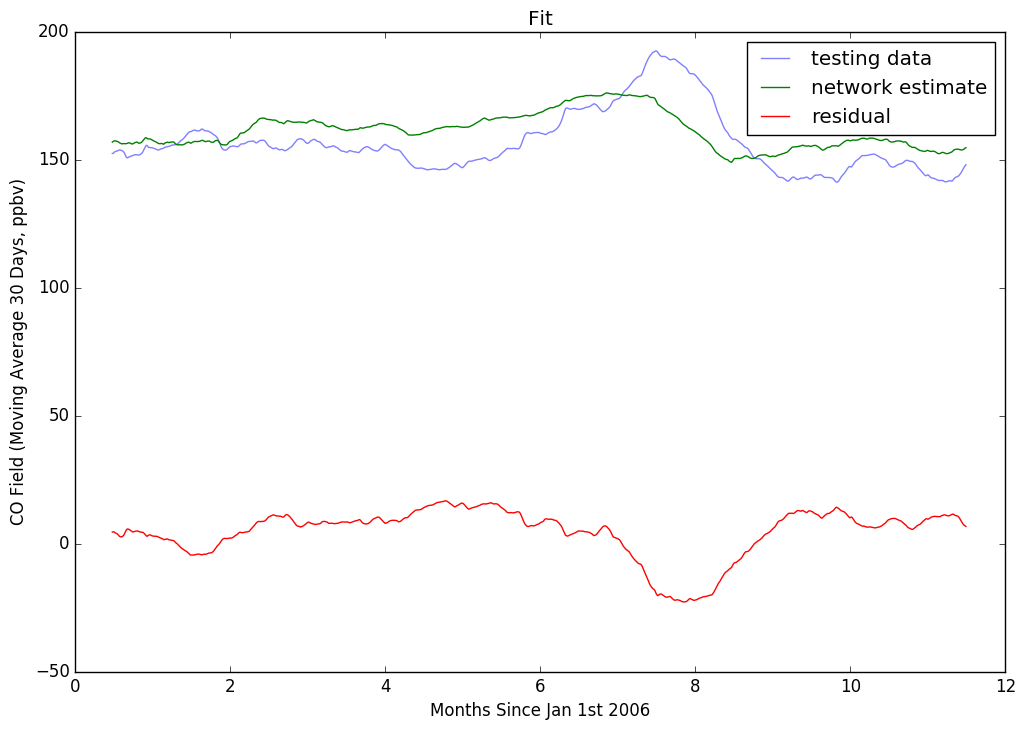 Fit
testing data
network estimate
residual
200
150
100
50
0
−50
0 2 4 6 8 10 12
CO Field (Moving Average 30 Days, ppbv)
Months Since Jan 1st 2006